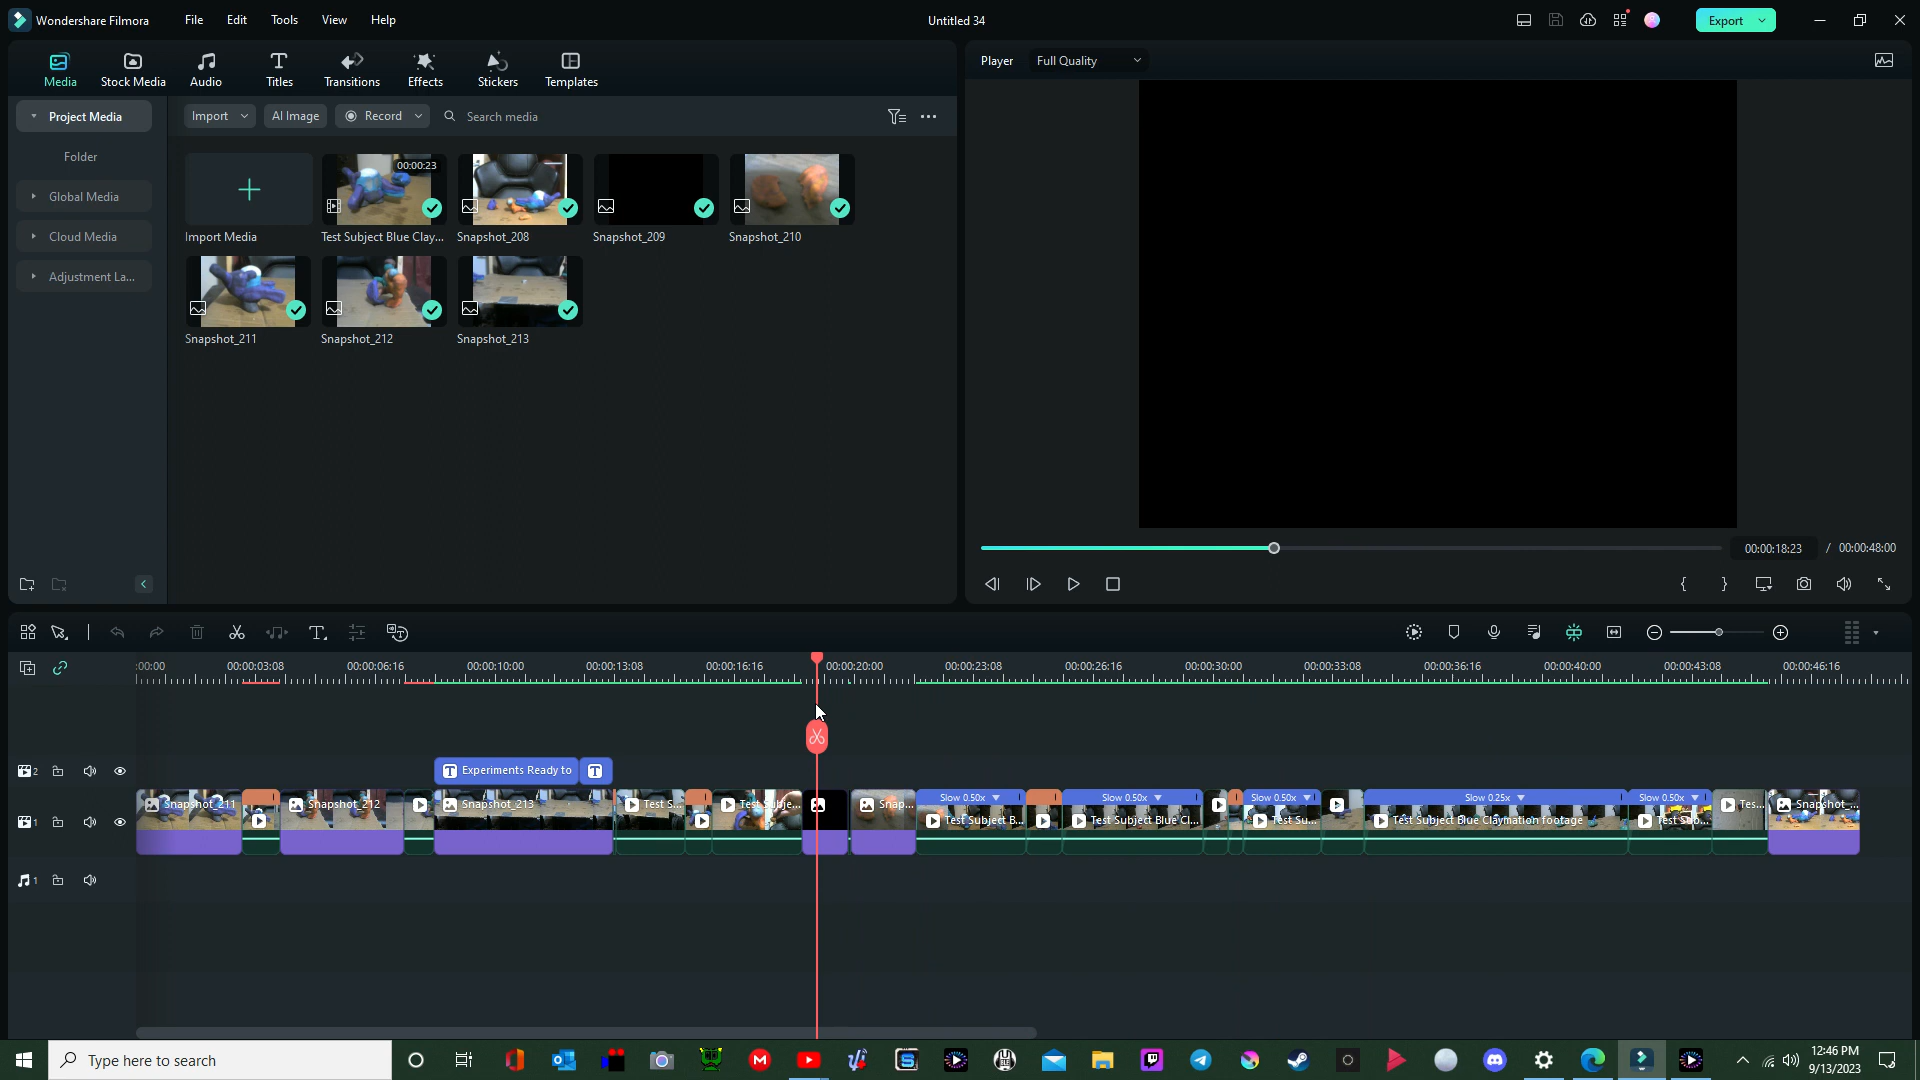 Wondershare Filmora
File
Edit
Tools
View
Help
Untitled 34
Export
Media
Stock Media
Audio
Titles
Transitions
Effects
Stickers
Templates
Player
Full Quality
Project Media
Import
AI Image
Record
Search media
Folder
Global Media
Cloud Media
Adjustment La...
00:00:23
Import Media
Test Subject Blue Clay...
Snapshot_208
Snapshot_209
Snapshot_210
Snapshot_211
Snapshot_212
Snapshot_213
00:00:18:23 / 00:00:48:00
:00:00
00:00:03:08
00:00:06:16
00:00:10:00
00:00:13:08
00:00:16:16
00:00:20:00
00:00:23:08
00:00:26:16
00:00:30:00
00:00:33:08
00:00:36:16
00:00:40:00
00:00:43:08
00:00:46:16
2
T Experiments Ready to
T
Snapshot_211
Snapshot_212
Snapshot_213
Test S...
Test Subje...
Snap...
Slow 0.50x
Test Subject B...
Slow 0.50x
Test Subject Blue Cl...
Slow 0.50x
Test Su...
Slow 0.25x
Test Subject Blue Claymation footage
Slow 0.50x
Test Sub...
Tes...
Snapshot_...
1
1
Type here to search
12:46 PM
9/13/2023